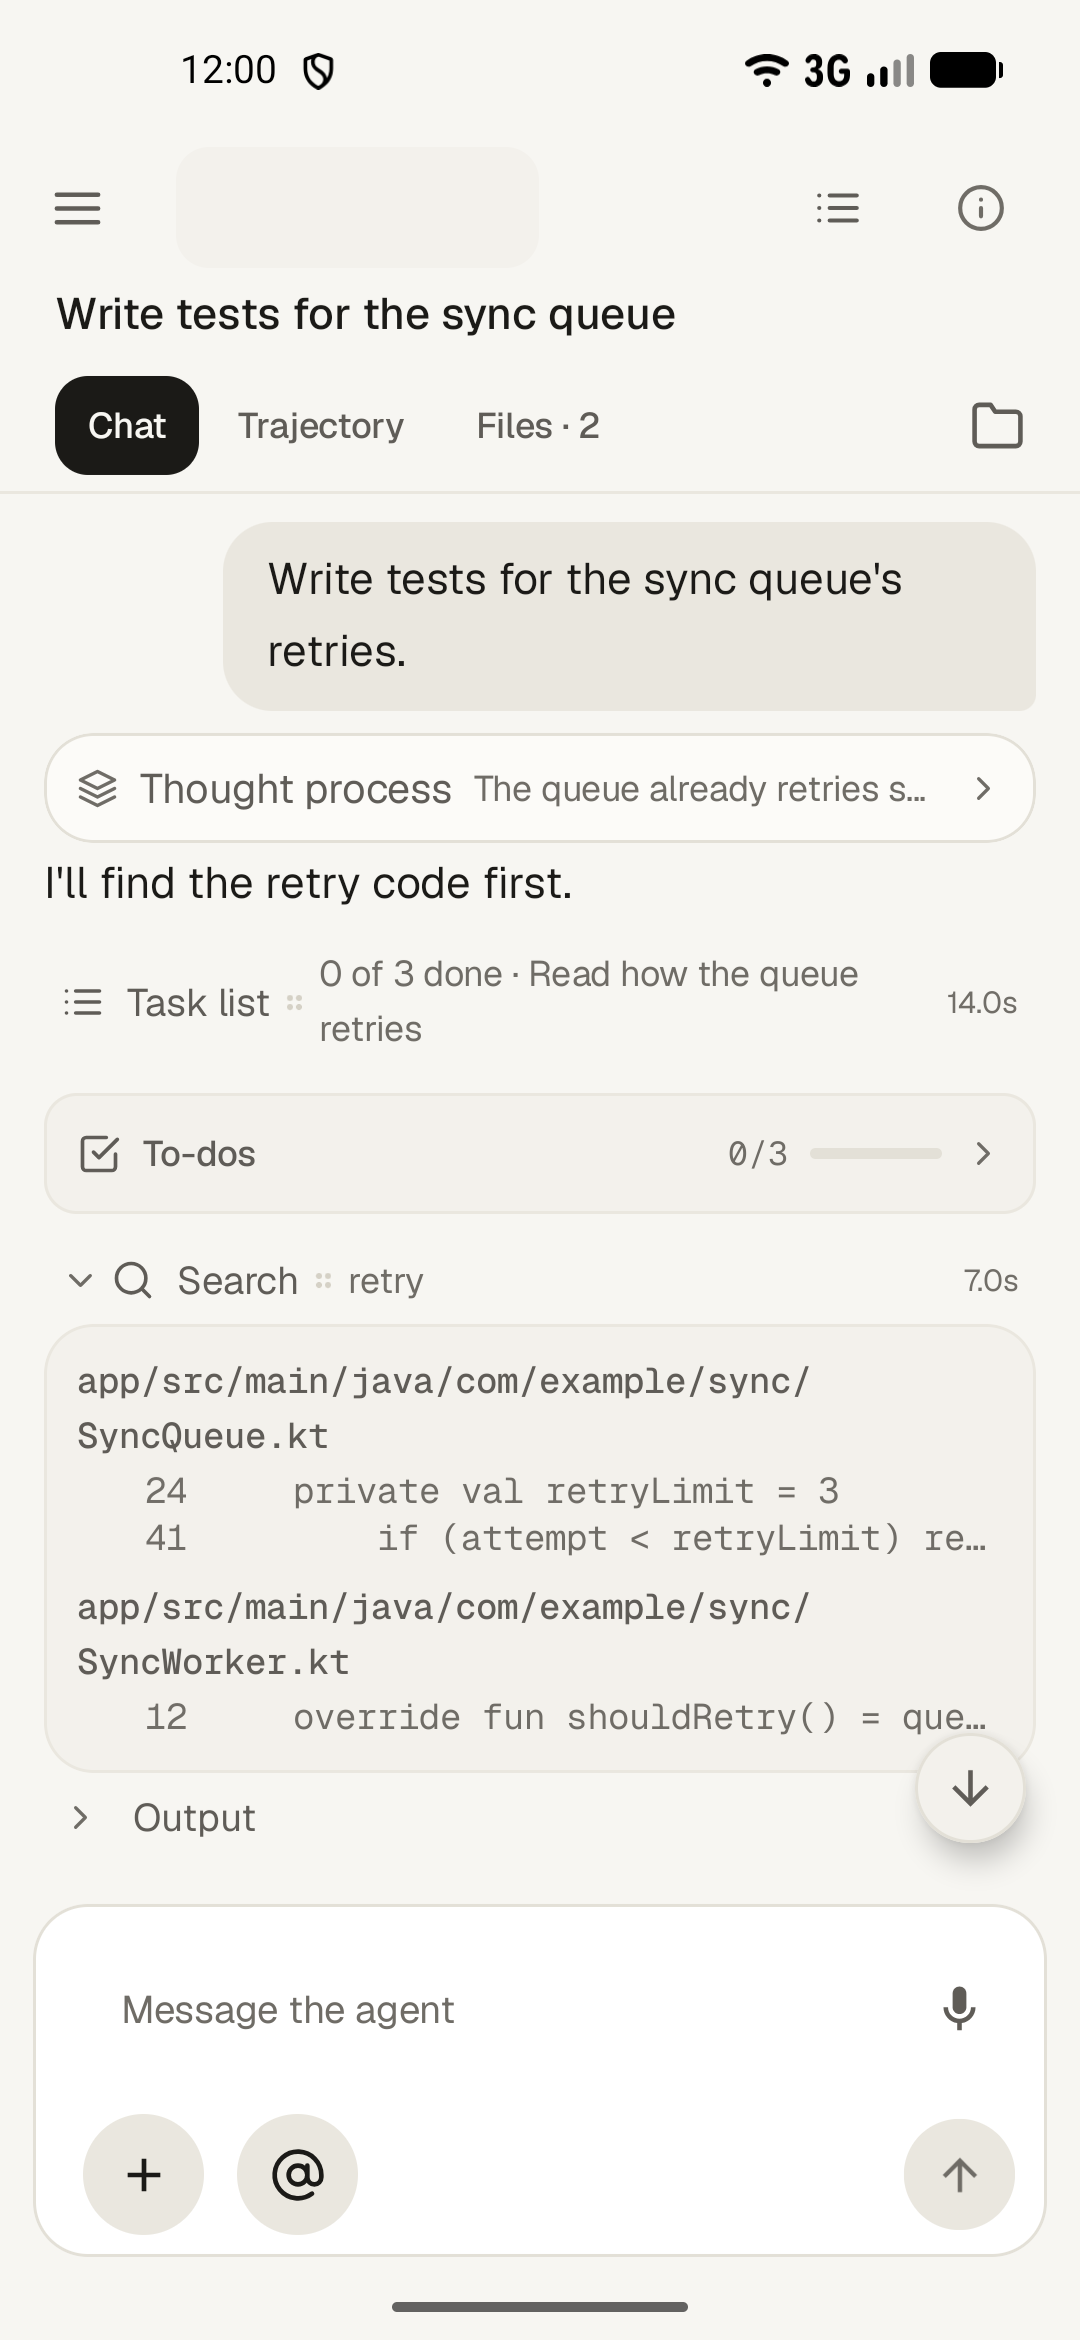 12:00
3G
Write tests for the sync queue
Chat
Trajectory
Files · 2
Write tests for the sync queue's
retries.
Thought process The queue already retries s…
I'll find the retry code first.
Task list
0 of 3 done · Read how the queue
retries
14.0s
To-dos
0/3
Search retry
7.0s
app/src/main/java/com/example/sync/
SyncQueue.kt
24 private val retryLimit = 3
41 if (attempt < retryLimit) re…
app/src/main/java/com/example/sync/
SyncWorker.kt
12 override fun shouldRetry() = que…
Output
Message the agent